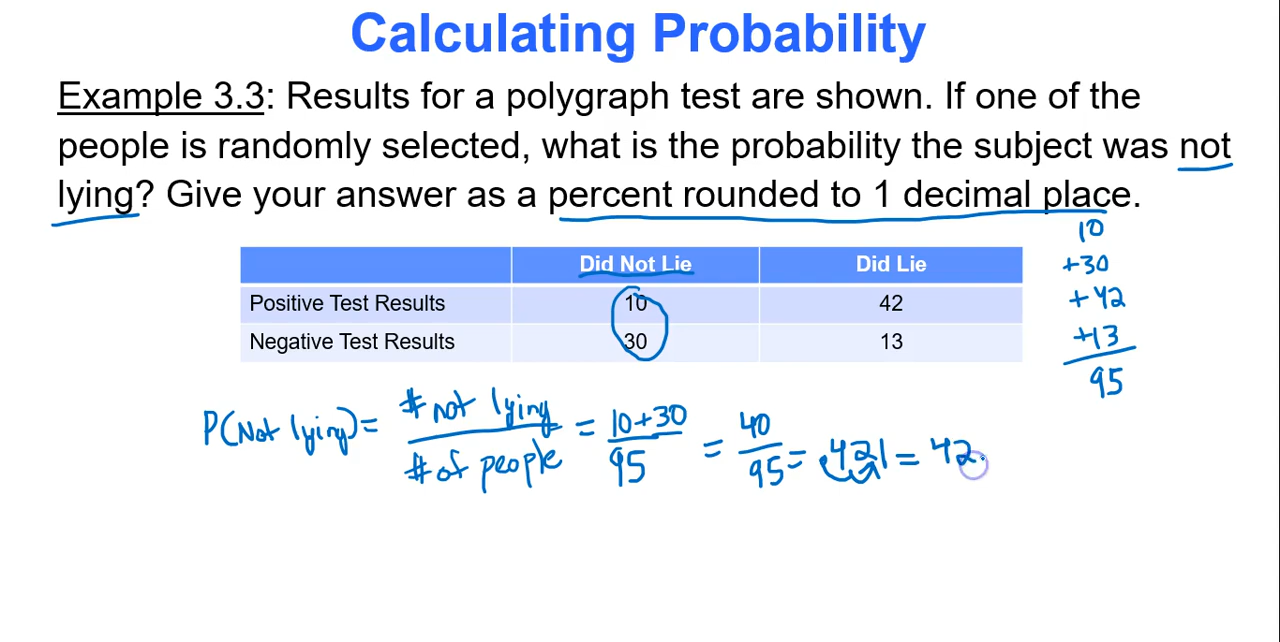 Calculating Probability
Example 3.3: Results for a polygraph test are shown. If one of the
people is randomly selected, what is the probability the subject was not
lying? Give your answer as a percent rounded to 1 decimal place.
Did Not Lie Did Lie
Positive Test Results 10 42
Negative Test Results 30 13
10
+30
+42
+13
95
P(Not lying) = # not lying / # of people = 10+30 / 95 = 40 / 95 = .421 = 42.